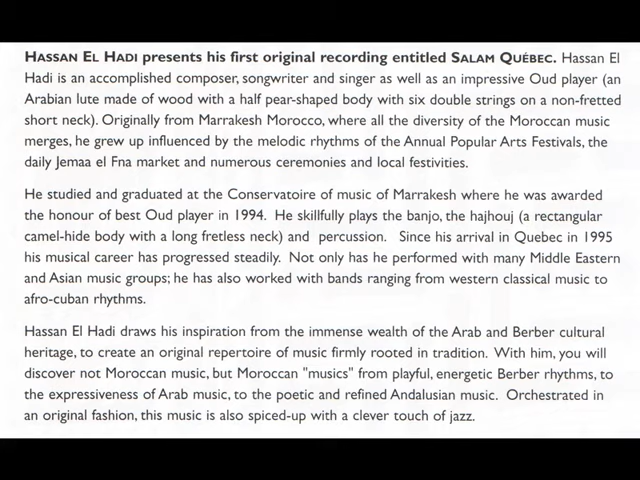 HASSAN EL HADI presents his first original recording entitled SALAM QUÉBEC. Hassan El
Hadi is an accomplished composer, songwriter and singer as well as an impressive Oud player (an
Arabian lute made of wood with a half pear-shaped body with six double strings on a non-fretted
short neck). Originally from Marrakesh Morocco, where all the diversity of the Moroccan music
merges, he grew up influenced by the melodic rhythms of the Annual Popular Arts Festivals, the
daily Jemaa el Fna market and numerous ceremonies and local festivities.
He studied and graduated at the Conservatoire of music of Marrakesh where he was awarded
the honour of best Oud player in 1994. He skillfully plays the banjo, the hajhouj (a rectangular
camel-hide body with a long fretless neck) and percussion. Since his arrival in Quebec in 1995
his musical career has progressed steadily. Not only has he performed with many Middle Eastern
and Asian music groups; he has also worked with bands ranging from western classical music to
afro-cuban rhythms.
Hassan El Hadi draws his inspiration from the immense wealth of the Arab and Berber cultural
heritage, to create an original repertoire of music firmly rooted in tradition. With him, you will
discover not Moroccan music, but Moroccan "musics" from playful, energetic Berber rhythms, to
the expressiveness of Arab music, to the poetic and refined Andalusian music. Orchestrated in
an original fashion, this music is also spiced-up with a clever touch of jazz.